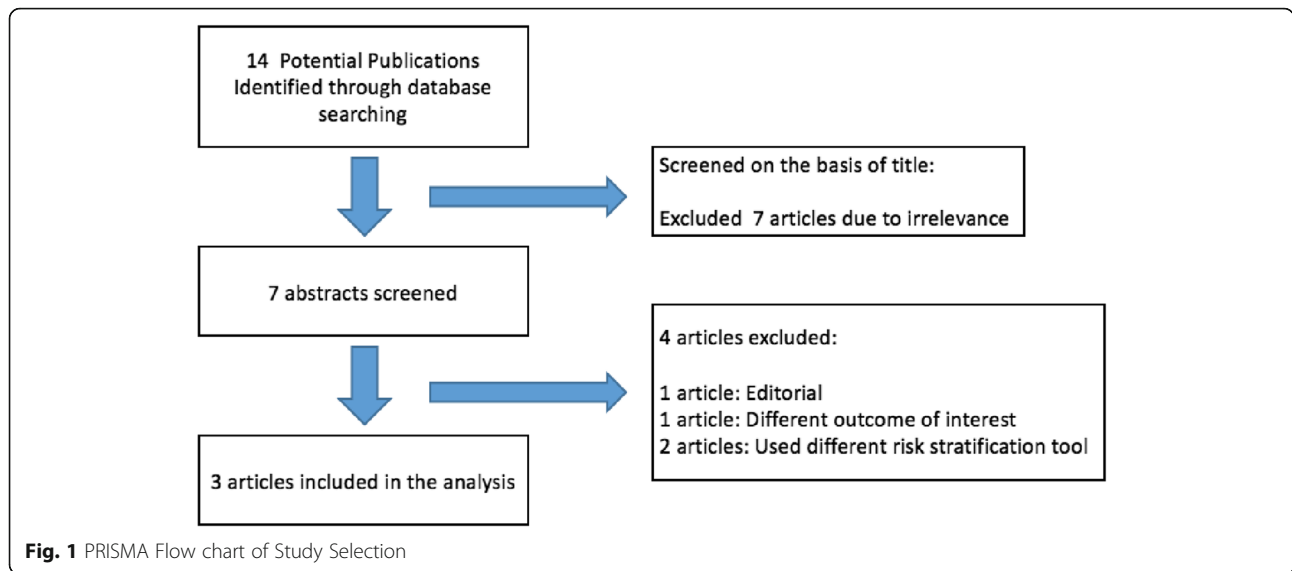 14 Potential Publications
Identified through database
searching
Screened on the basis of title:
Excluded 7 articles due to irrelevance
7 abstracts screened
4 articles excluded:
1 article: Editorial
1 article: Different outcome of interest
2 articles: Used different risk stratification tool
3 articles included in the analysis
Fig. 1 PRISMA Flow chart of Study Selection